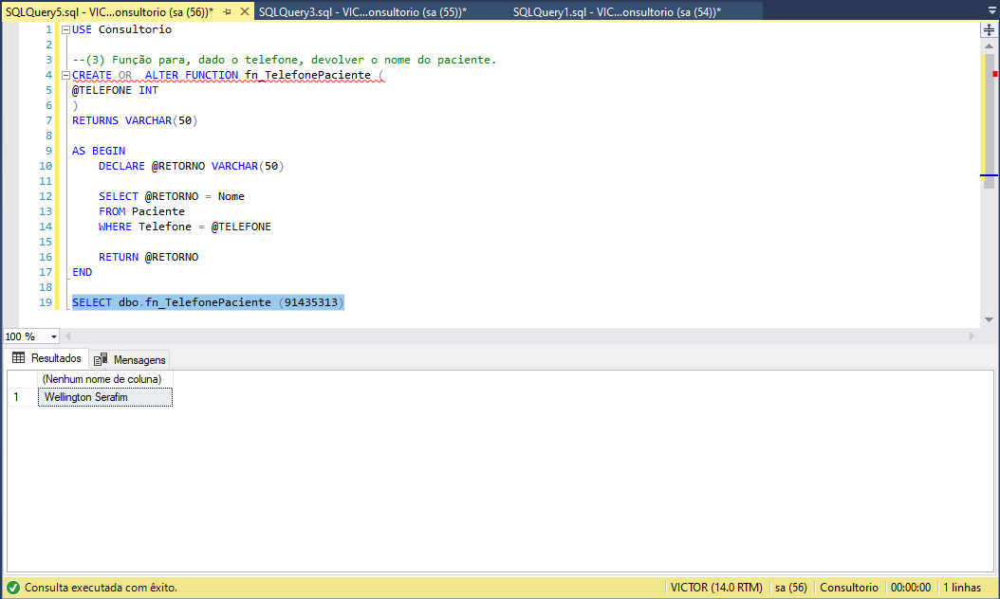 SQLQuery5.sql - VIC...onsultorio (sa (56))*
SQLQuery3.sql - VIC...onsultorio (sa (55))*
SQLQuery1.sql - VIC...onsultorio (sa (54))*
1 USE Consultorio
2
3 --(3) Função para, dado o telefone, devolver o nome do paciente.
4 CREATE OR  ALTER FUNCTION fn_TelefonePaciente (
5 @TELEFONE INT
6 )
7 RETURNS VARCHAR(50)
8
9 AS BEGIN
10     DECLARE @RETORNO VARCHAR(50)
11
12     SELECT @RETORNO = Nome
13     FROM Paciente
14     WHERE Telefone = @TELEFONE
15
16     RETURN @RETORNO
17 END
18
19 SELECT dbo.fn_TelefonePaciente (91435313)
100 %
Resultados
Mensagens
(Nenhum nome de coluna)
1 Wellington Serafim
Consulta executada com êxito.
VICTOR (14.0 RTM)
sa (56)
Consultorio
00:00:00
1 linhas